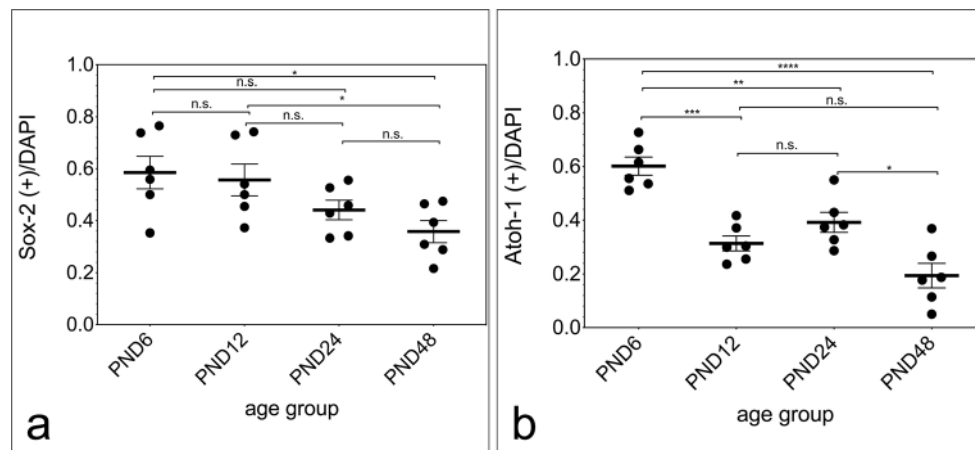 Sox-2 (+)/DAPI
1.0
0.8
0.6
0.4
0.2
0.0
*
n.s.
*
n.s.
n.s.
n.s.
PND6
PND12
PND24
PND48
age group
a
Atoh-1 (+)/DAPI
1.0
0.8
0.6
0.4
0.2
0.0
****
**
n.s.
***
n.s.
*
PND6
PND12
PND24
PND48
age group
b